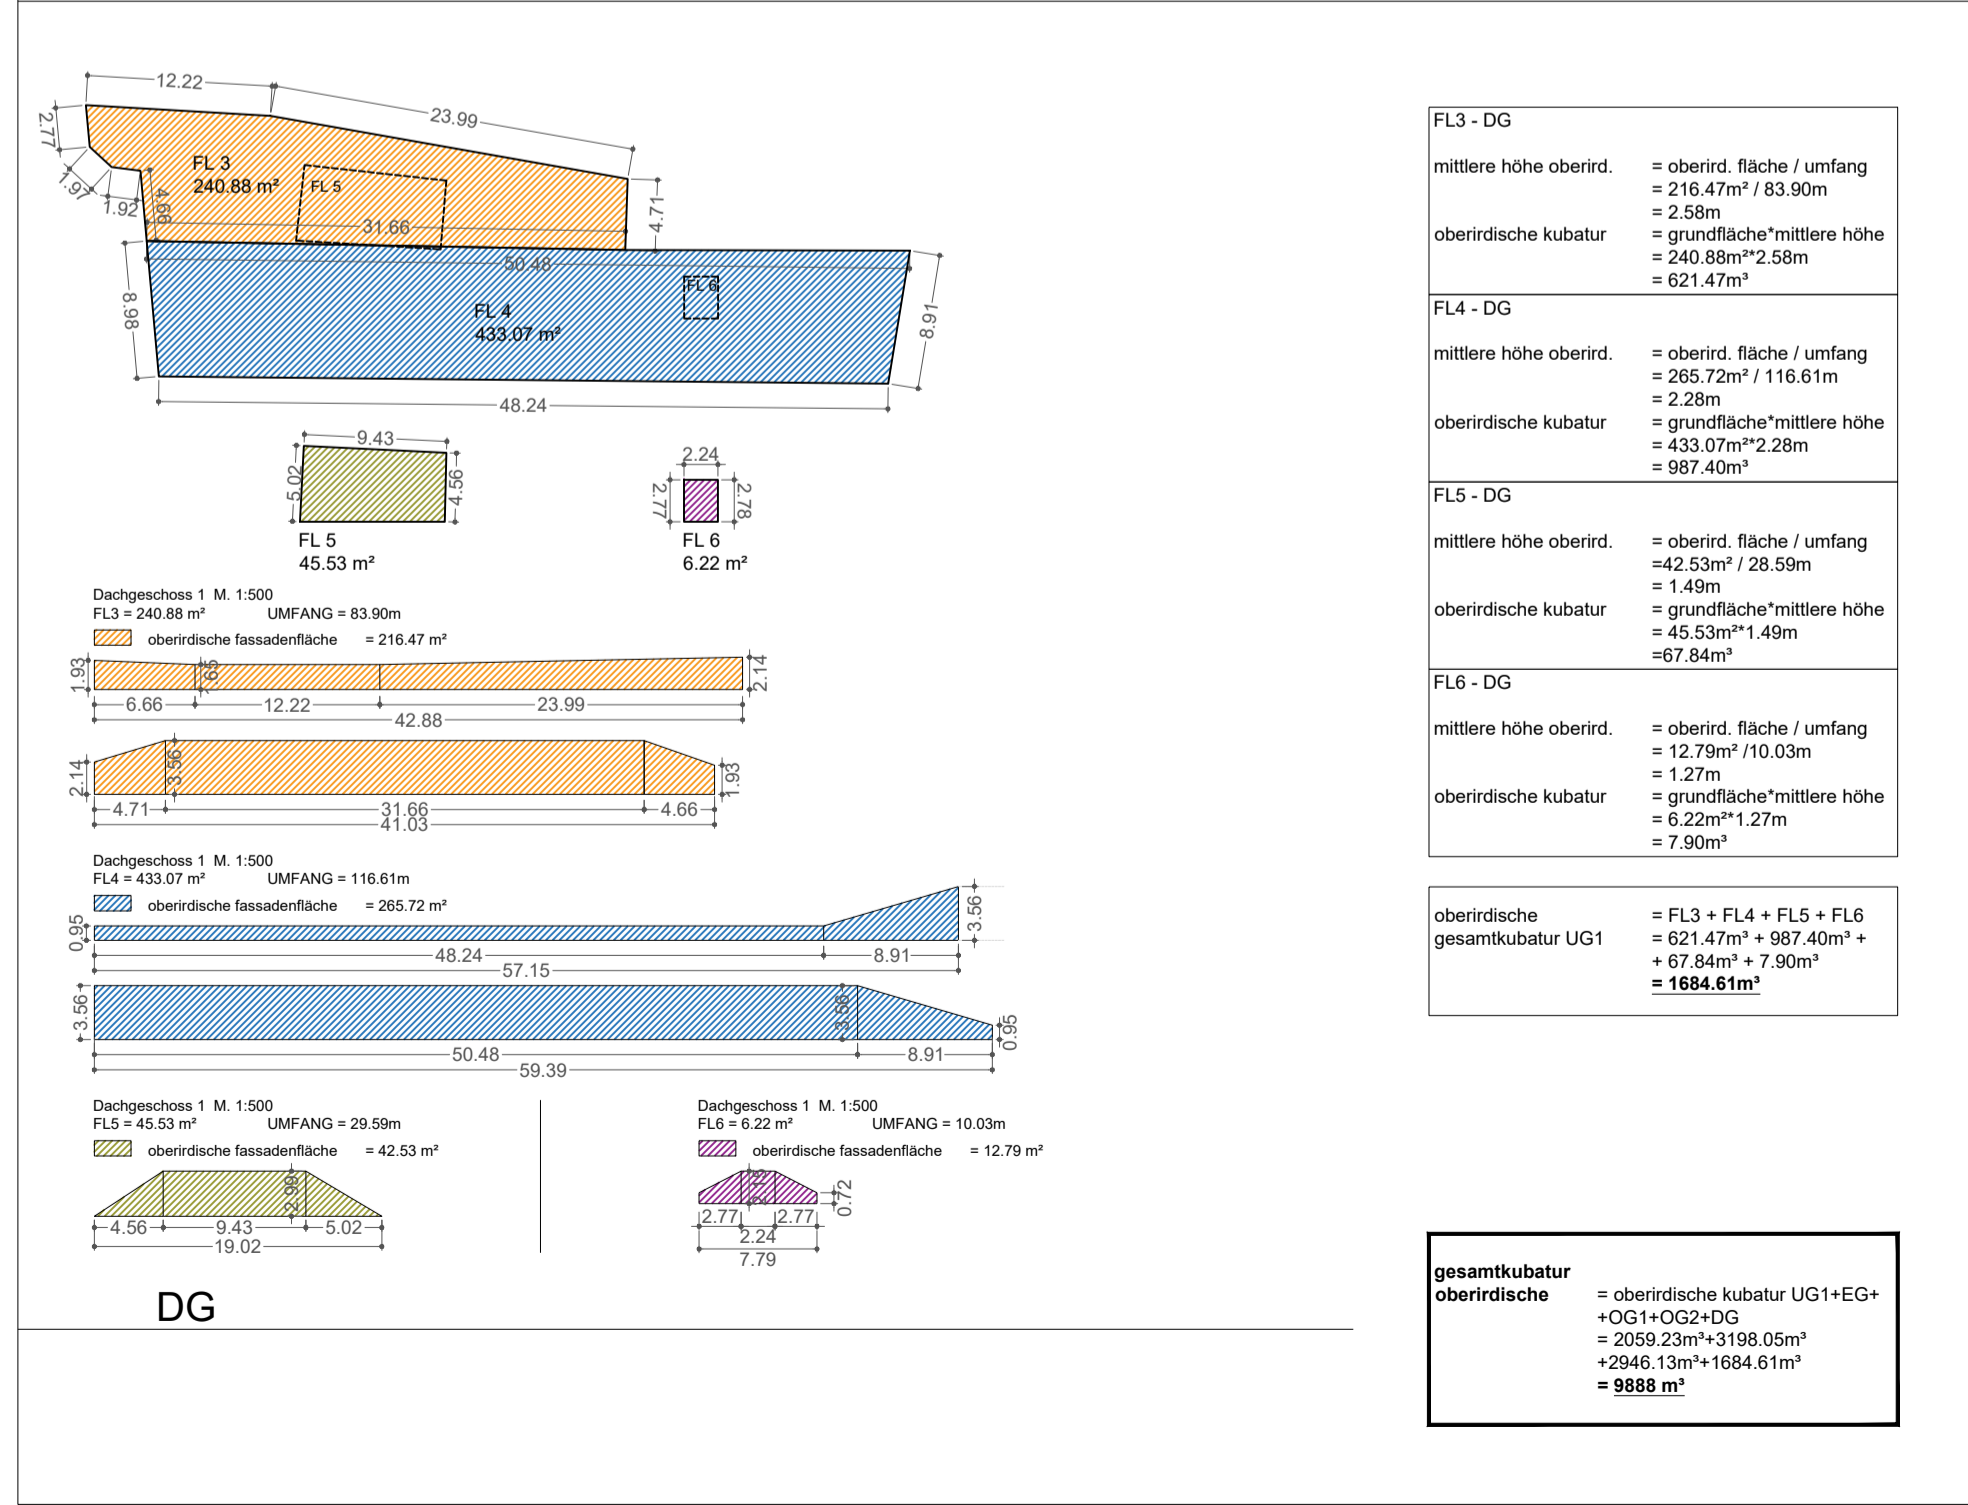 12.22
23.99
2.77
1.97
1.92
4.66
FL 3
240.88 m²
FL 5
31.66
4.71
50.48
8.98
FL 4
433.07 m²
FL 6
8.91
48.24
9.43
5.02
4.56
FL 5
45.53 m²
2.24
2.77
2.78
FL 6
6.22 m²
Dachgeschoss 1 M. 1:500
FL3 = 240.88 m² UMFANG = 83.90m
oberirdische fassadenfläche = 216.47 m²
1.93
1.65
2.14
6.66
12.22
23.99
42.88
2.14
3.56
1.93
4.71
31.66
4.66
41.03
Dachgeschoss 1 M. 1:500
FL4 = 433.07 m² UMFANG = 116.61m
oberirdische fassadenfläche = 265.72 m²
0.95
3.56
48.24
8.91
57.15
3.56
3.56
0.95
50.48
8.91
59.39
Dachgeschoss 1 M. 1:500
FL5 = 45.53 m² UMFANG = 29.59m
oberirdische fassadenfläche = 42.53 m²
2.99
4.56
9.43
5.02
19.02
Dachgeschoss 1 M. 1:500
FL6 = 6.22 m² UMFANG = 10.03m
oberirdische fassadenfläche = 12.79 m²
0.72
2.77
2.77
2.24
7.79
DG
FL3 - DG
mittlere höhe oberird. = oberird. fläche / umfang
= 216.47m² / 83.90m
= 2.58m
oberirdische kubatur = grundfläche*mittlere höhe
= 240.88m²*2.58m
= 621.47m³
FL4 - DG
mittlere höhe oberird. = oberird. fläche / umfang
= 265.72m² / 116.61m
= 2.28m
oberirdische kubatur = grundfläche*mittlere höhe
= 433.07m²*2.28m
= 987.40m³
FL5 - DG
mittlere höhe oberird. = oberird. fläche / umfang
=42.53m² / 28.59m
= 1.49m
oberirdische kubatur = grundfläche*mittlere höhe
= 45.53m²*1.49m
=67.84m³
FL6 - DG
mittlere höhe oberird. = oberird. fläche / umfang
= 12.79m² /10.03m
= 1.27m
oberirdische kubatur = grundfläche*mittlere höhe
= 6.22m²*1.27m
= 7.90m³
oberirdische = FL3 + FL4 + FL5 + FL6
gesamtkubatur UG1 = 621.47m³ + 987.40m³ +
+ 67.84m³ + 7.90m³
= 1684.61m³
gesamtkubatur
oberirdische = oberirdische kubatur UG1+EG+
+OG1+OG2+DG
= 2059.23m³+3198.05m³
+2946.13m³+1684.61m³
= 9888 m³